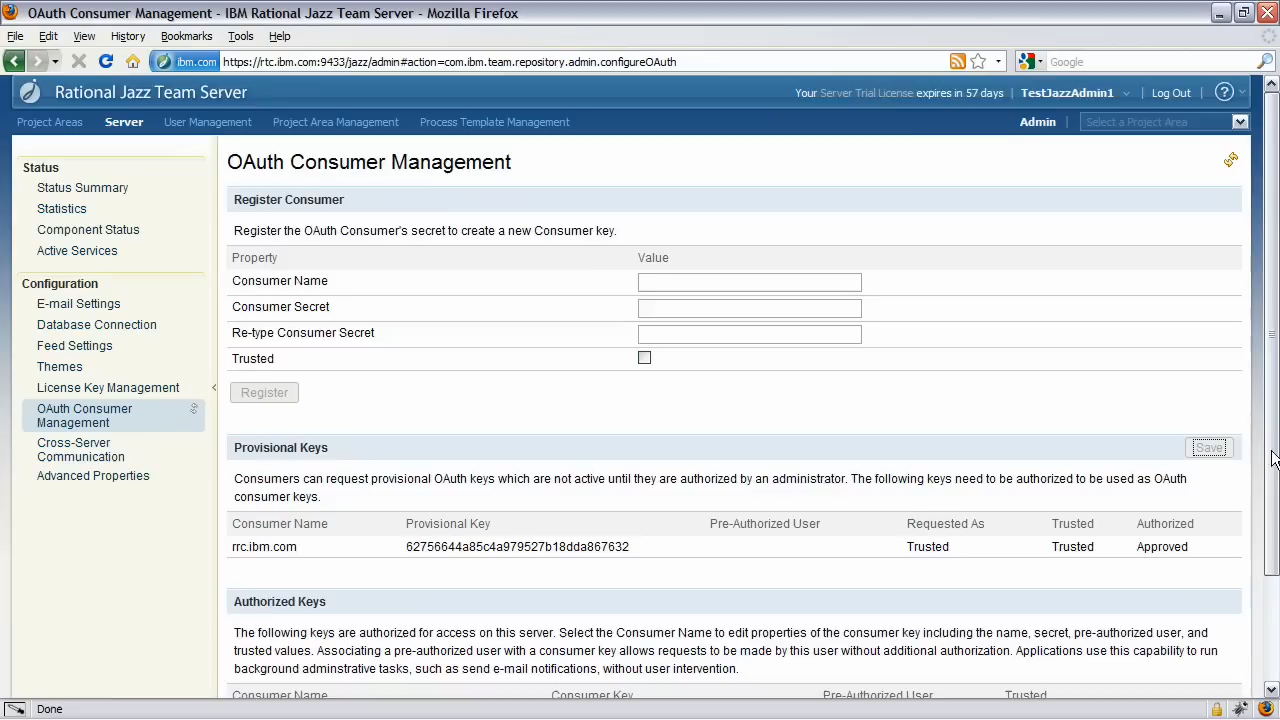 OAuth Consumer Management - IBM Rational Jazz Team Server - Mozilla Firefox
File Edit View History Bookmarks Tools Help
ibm.com https://rtc.ibm.com:9433/jazz/admin#action=com.ibm.team.repository.admin.configureOAuth Google
Rational Jazz Team Server Your Server Trial License expires in 57 days TestJazzAdmin1 Log Out ?
Project Areas Server User Management Project Area Management Process Template Management Admin Select a Project Area
Status
Status Summary
Statistics
Component Status
Active Services
Configuration
E-mail Settings
Database Connection
Feed Settings
Themes
License Key Management
OAuth Consumer
Management
Cross-Server
Communication
Advanced Properties
OAuth Consumer Management
Register Consumer
Register the OAuth Consumer's secret to create a new Consumer key.
Property Value
Consumer Name
Consumer Secret
Re-type Consumer Secret
Trusted
Register
Provisional Keys Save
Consumers can request provisional OAuth keys which are not active until they are authorized by an administrator. The following keys need to be authorized to be used as OAuth
consumer keys.
Consumer Name Provisional Key Pre-Authorized User Requested As Trusted Authorized
rrc.ibm.com 62756644a85c4a979527b18dda867632 Trusted Trusted Approved
Authorized Keys
The following keys are authorized for access on this server. Select the Consumer Name to edit properties of the consumer key including the name, secret, pre-authorized user, and
trusted values. Associating a pre-authorized user with a consumer key allows requests to be made by this user without additional authorization. Applications use this capability to run
background adminstrative tasks, such as send e-mail notifications, without user intervention.
Consumer Name Consumer Key Pre-Authorized User Trusted
Done